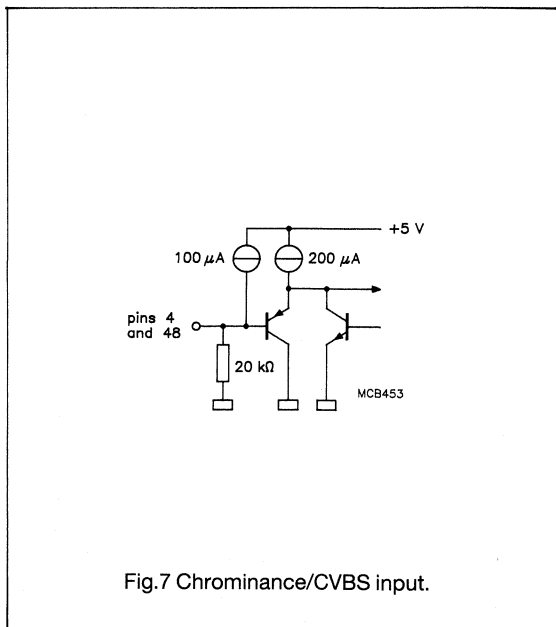 +5 V
100 μA
200 μA
pins 4
and 48
20 kΩ
MCB453
Fig.7 Chrominance/CVBS input.